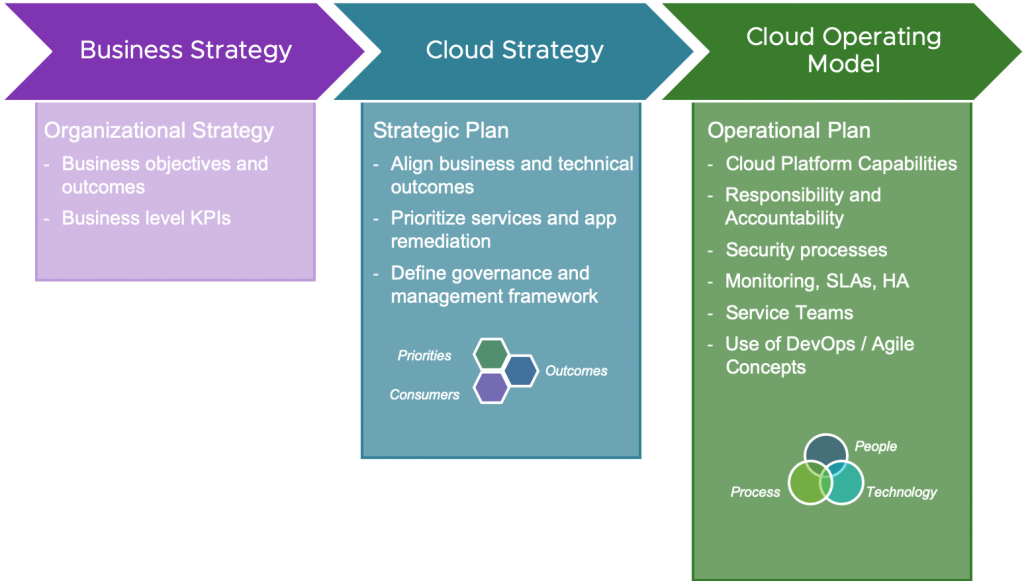 Business Strategy
Cloud Strategy
Cloud Operating
Model
Organizational Strategy
- Business objectives and
outcomes
- Business level KPIs
Strategic Plan
- Align business and technical
outcomes
- Prioritize services and app
remediation
- Define governance and
management framework
Priorities
Outcomes
Consumers
Operational Plan
- Cloud Platform Capabilities
- Responsibility and
Accountability
- Security processes
- Monitoring, SLAs, HA
- Service Teams
- Use of DevOps / Agile
Concepts
People
Process
Technology